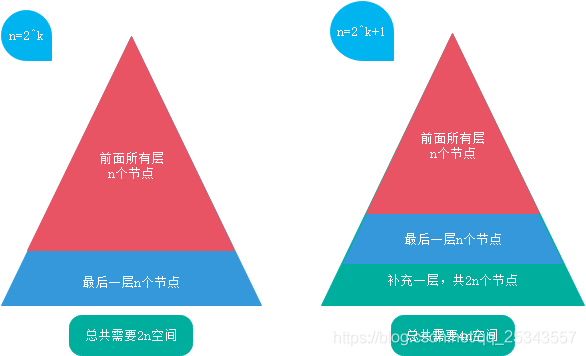 n=2^k
前面所有层
n个节点
最后一层n个节点
总共需要2n空间
n=2^k+1
前面所有层
n个节点
最后一层n个节点
补充一层，共2n个节点
总共需要4n空间
https://blog.csdn.net/qq_25343557